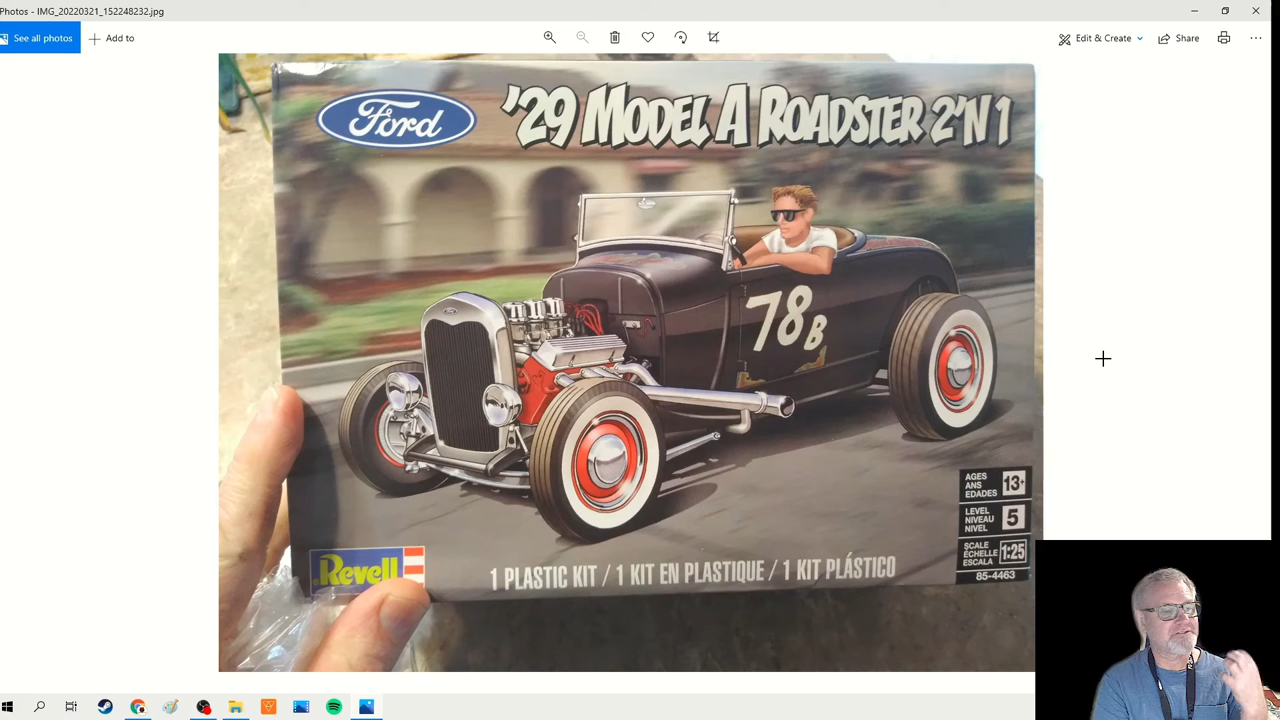 Photos - IMG_20220321_152248232.jpg
See all photos
Add to
Edit & Create
Share
Ford
'29 MODEL A ROADSTER 2'N 1
Ford
78B
AGES
ANS
EDADES
13+
LEVEL
NIVEAU
NIVEL
5
SCALE
ÉCHELLE
ESCALA
1:25
85-4463
Revell
1 PLASTIC KIT / 1 KIT EN PLASTIQUE / 1 KIT PLÁSTICO